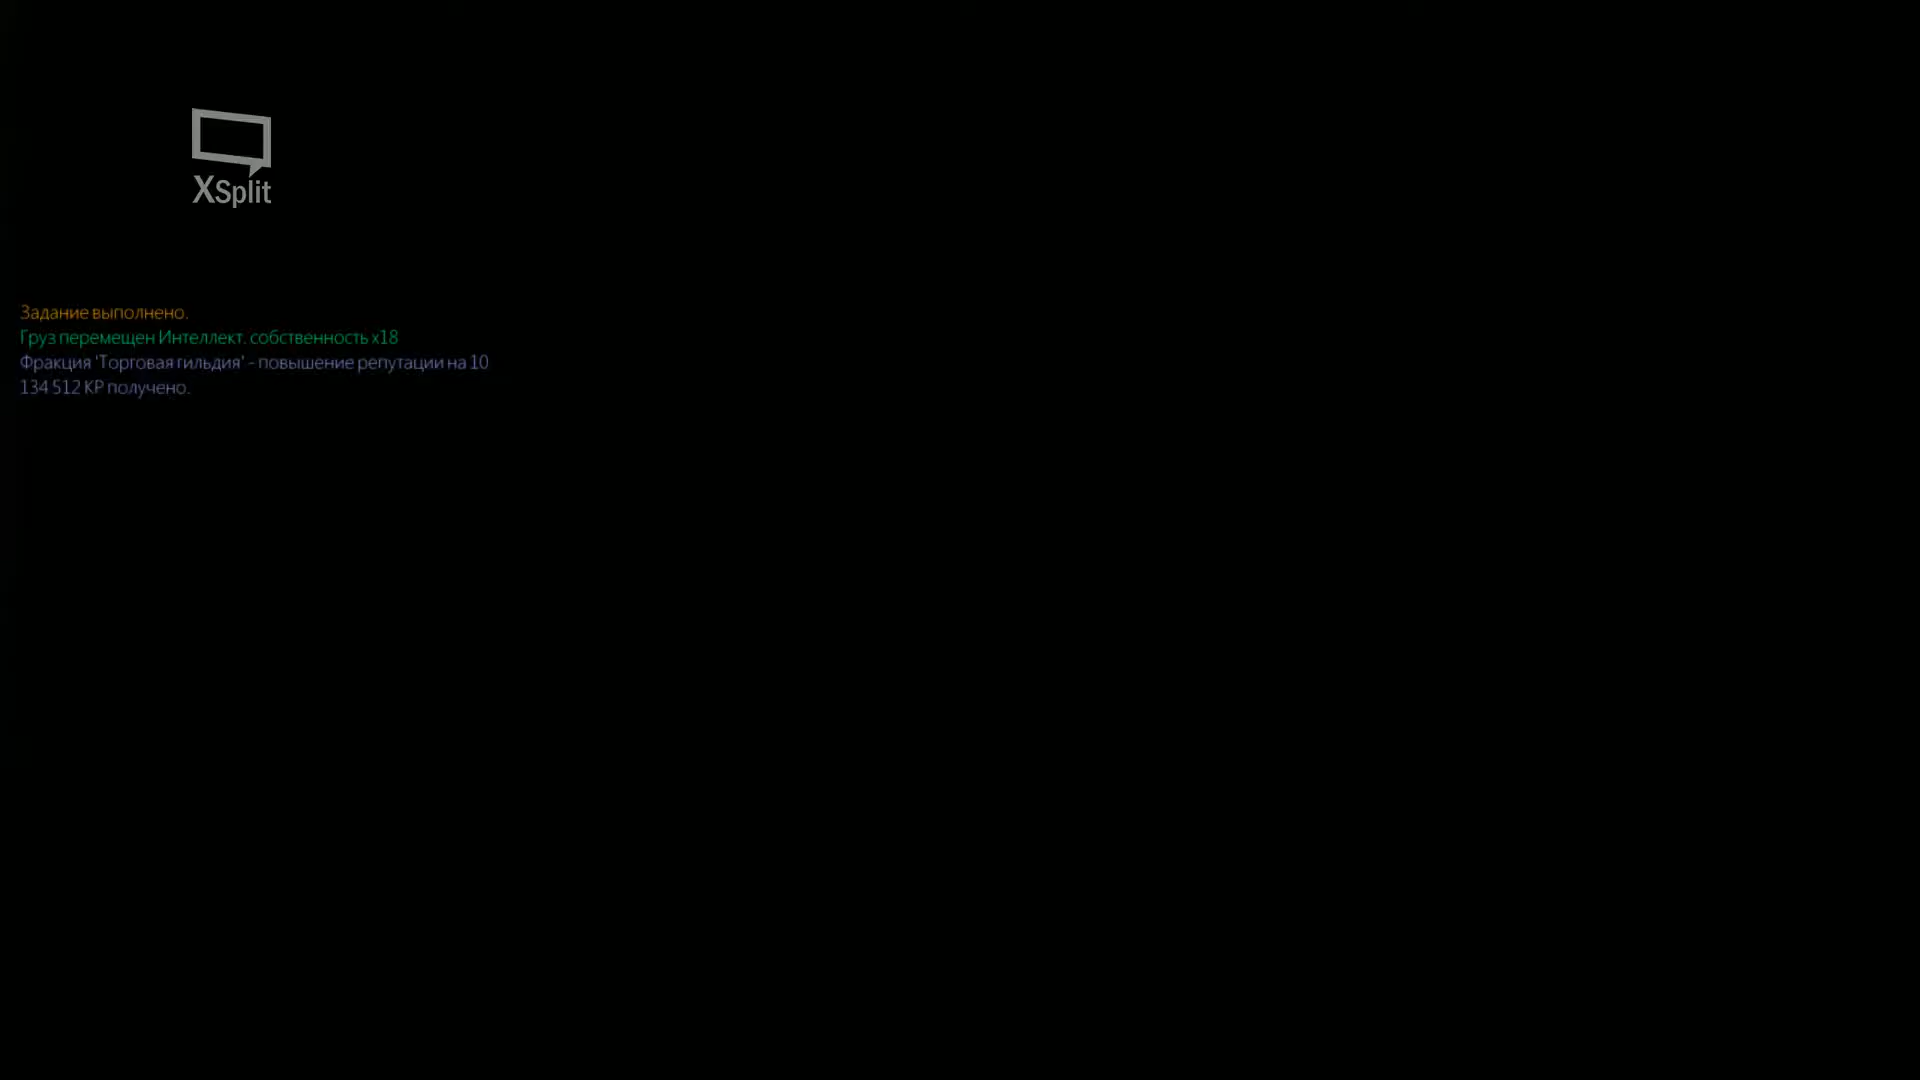 XSplit
Задание выполнено.
Груз перемещен Интеллект. собственность x18
Фракция 'Торговая гильдия' - повышение репутации на 10
134 512 КР получено.